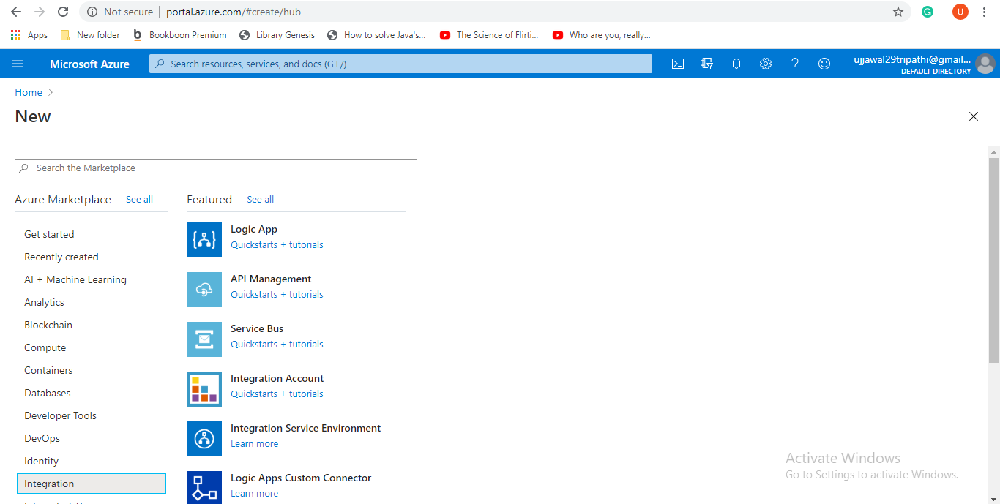 Not secure | portal.azure.com/#create/hub
U
Apps New folder b Bookboon Premium Library Genesis How to solve Java's... The Science of Flirti... Who are you, really...
Microsoft Azure Search resources, services, and docs (G+/) ujjawal29tripathi@gmail...
DEFAULT DIRECTORY
Home >
New
Search the Marketplace
Azure Marketplace See all
Get started
Recently created
AI + Machine Learning
Analytics
Blockchain
Compute
Containers
Databases
Developer Tools
DevOps
Identity
Integration
Featured See all
Logic App
Quickstarts + tutorials
API Management
Quickstarts + tutorials
Service Bus
Quickstarts + tutorials
Integration Account
Quickstarts + tutorials
Integration Service Environment
Learn more
Logic Apps Custom Connector
Learn more
Activate Windows
Go to Settings to activate Windows.